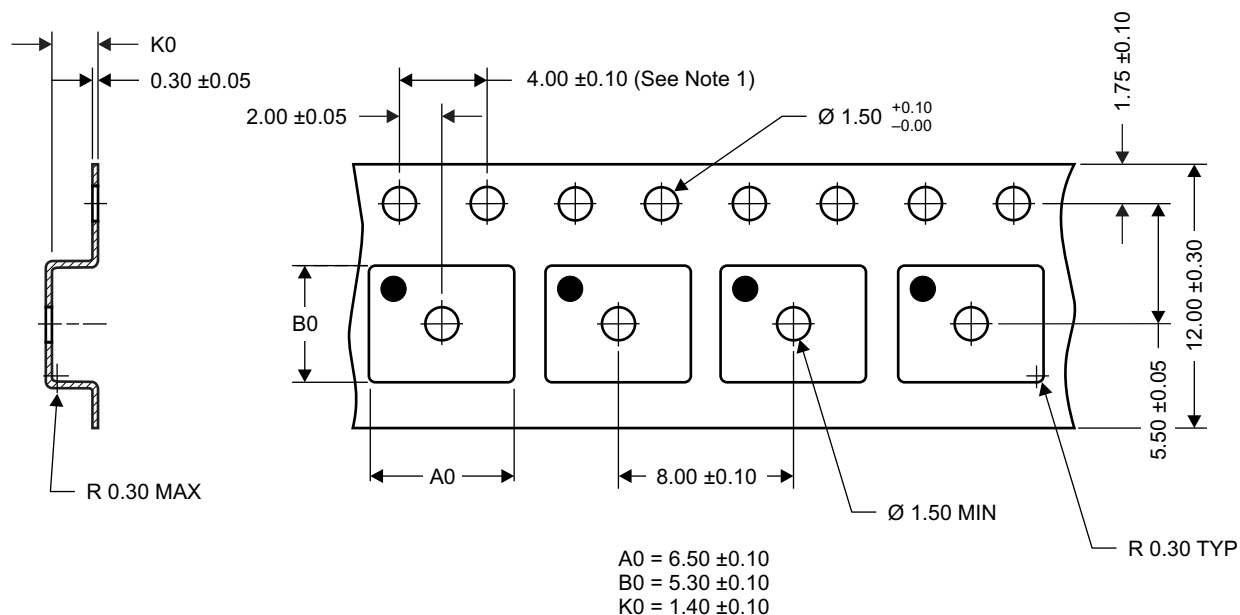 K0
0.30 ±0.05
4.00 ±0.10 (See Note 1)
2.00 ±0.05
Ø 1.50 +0.10 –0.00
1.75 ±0.10
B0
12.00 ±0.30
5.50 ±0.05
A0
8.00 ±0.10
R 0.30 MAX
Ø 1.50 MIN
R 0.30 TYP
A0 = 6.50 ±0.10
B0 = 5.30 ±0.10
K0 = 1.40 ±0.10